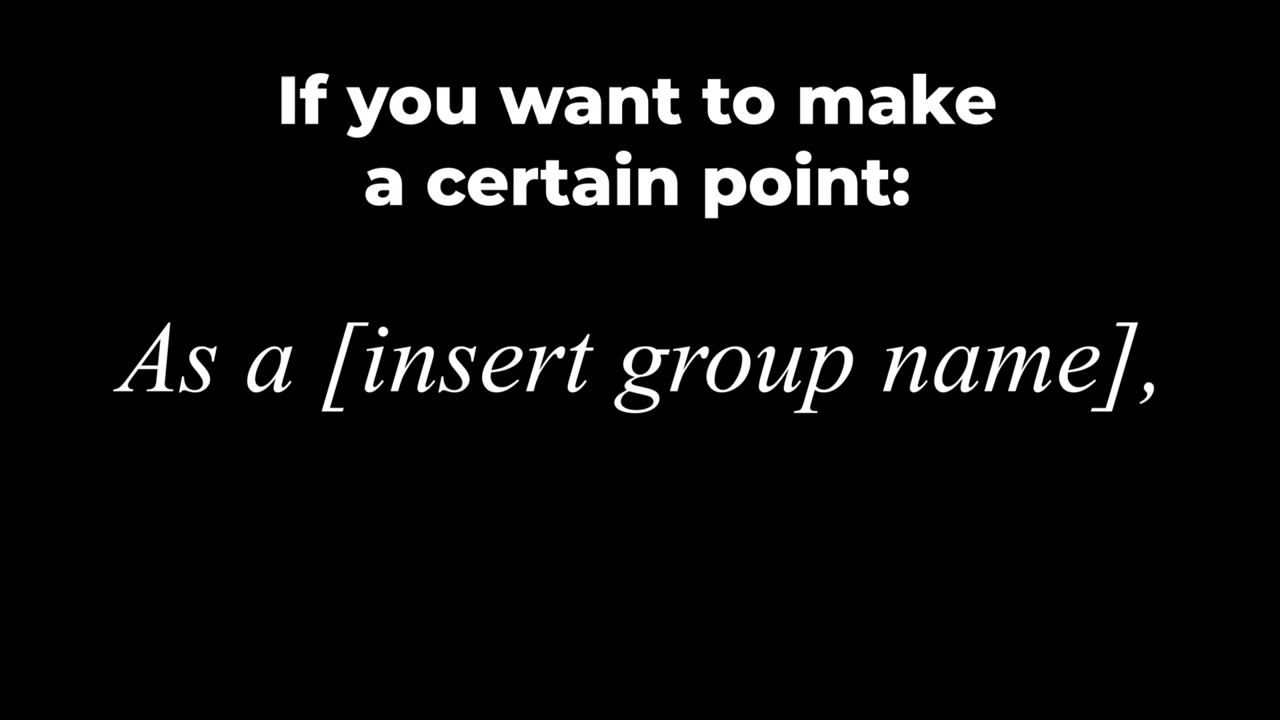 If you want to make
a certain point:
As a [insert group name],